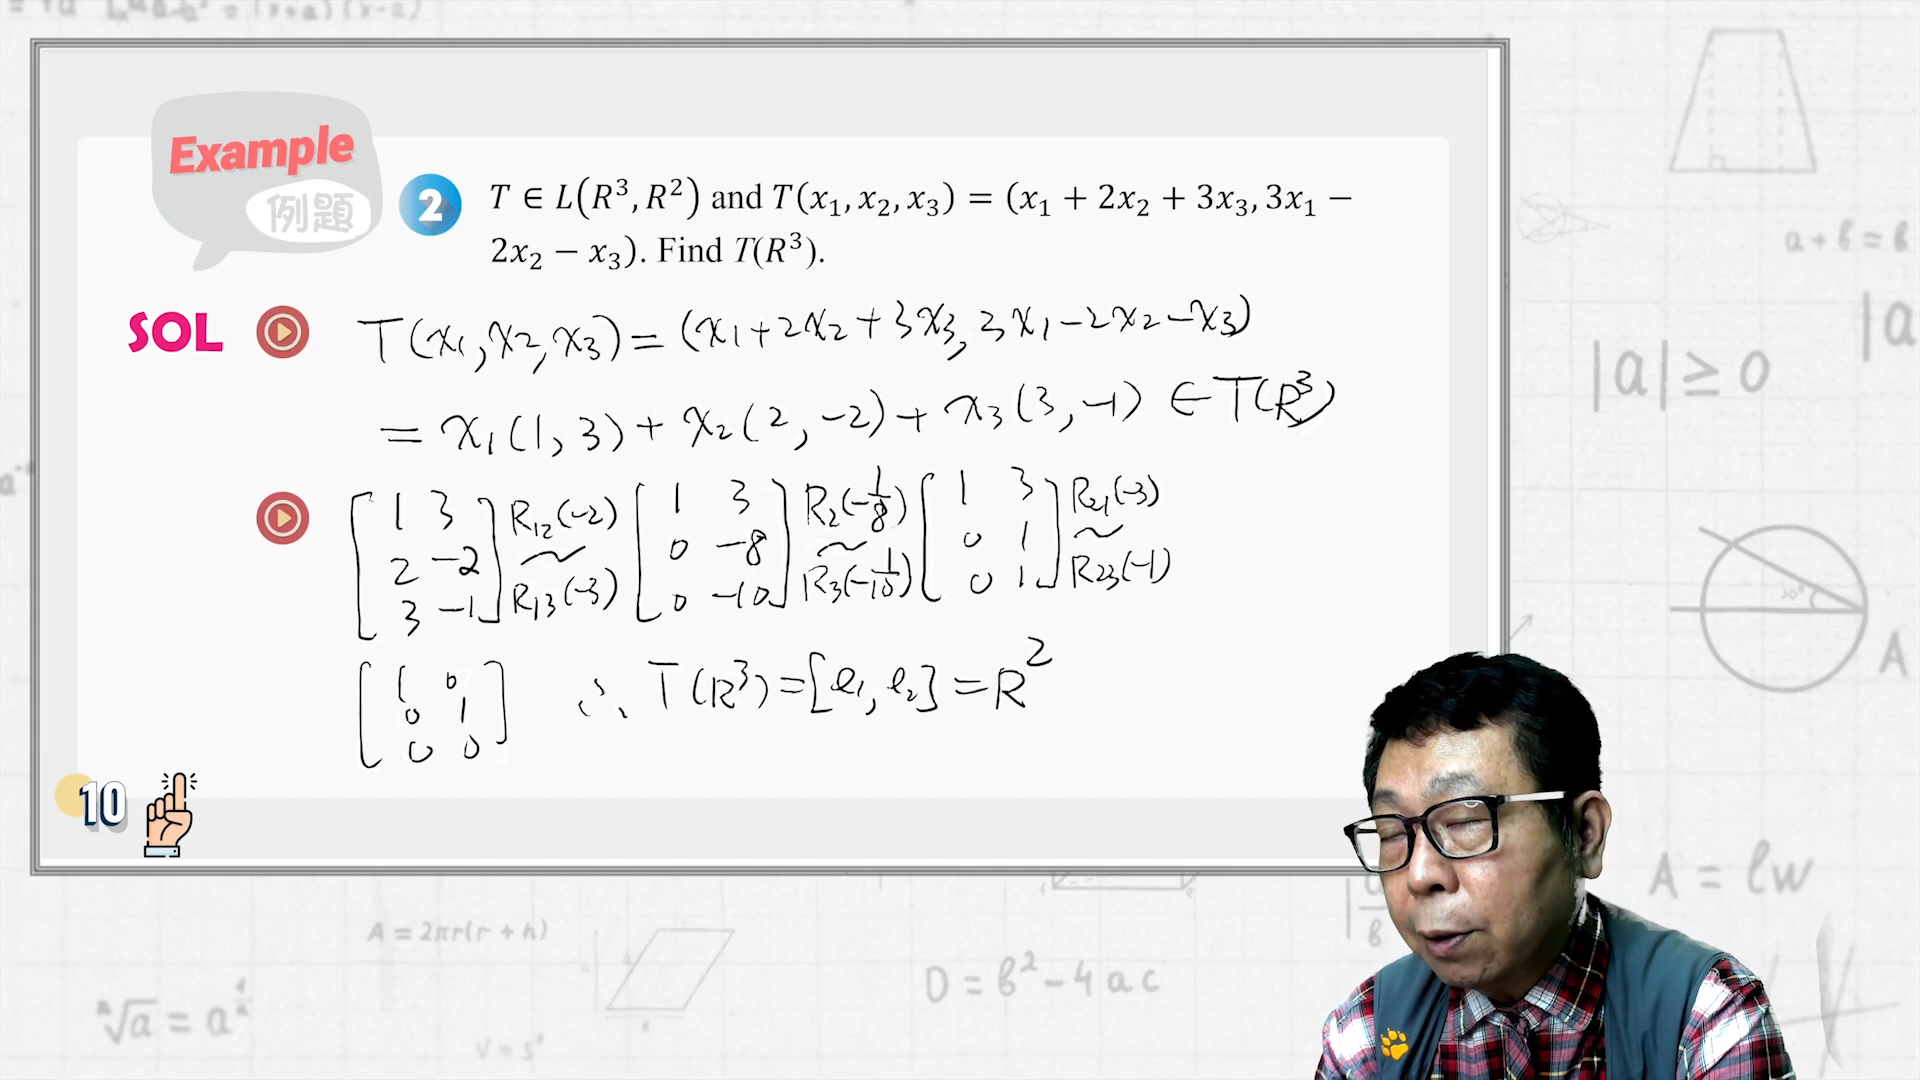 Example
例題
2 T ∈ L(R³, R²) and T(x₁, x₂, x₃) = (x₁ + 2x₂ + 3x₃, 3x₁ −
2x₂ − x₃). Find T(R³).
SOL
T(x₁, x₂, x₃) = (x₁+2x₂+3x₃, 3x₁−2x₂−x₃)
= x₁(1, 3) + x₂(2, −2) + x₃(3, −1) ∈ T(R³)
[1 3; 2 −2; 3 −1] R₁₂(−2) ~ R₁₃(−3) [1 3; 0 −8; 0 −10] R₂(−1/8) ~ R₃(−1/10) [1 3; 0 1; 0 1] R₂₁(−3) ~ R₂₃(−1)
[1 0; 0 1; 0 0] ∴ T(R³) = [e₁, e₂] = R²
10
a + b = b
|a| ≥ 0
|a
A
A = lw
A = 2πr(r + h)
D = b² − 4ac
ⁿ√a = a